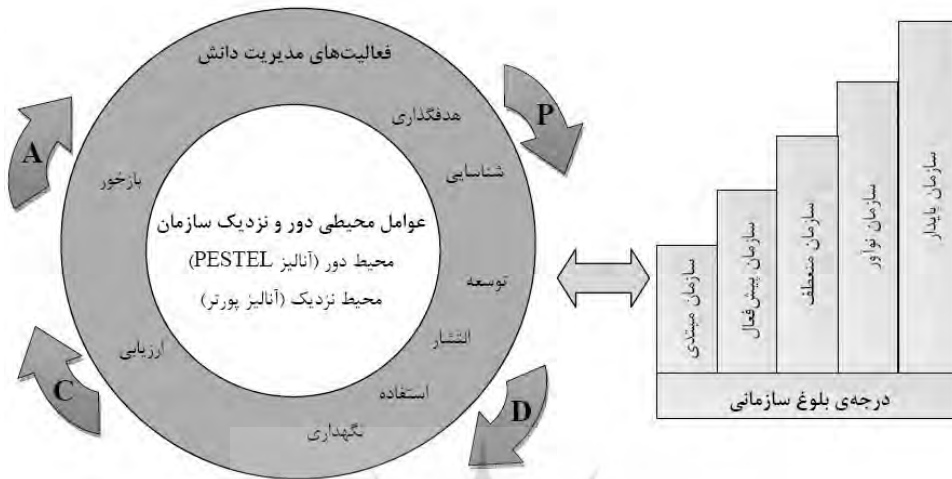 فعالیت‌های مدیریت دانش
هدفگذاری
شناسایی
توسعه
انتشار
استفاده
نگهداری
ارزیابی
بازخور
P
D
C
A
عوامل محیطی دور و نزدیک سازمان
محیط دور (آنالیز PESTEL)
محیط نزدیک (آنالیز پورتر)
سازمان مبتدی
سازمان پیش‌فعال
سازمان منعطف
سازمان نوآور
سازمان پایدار
درجه‌ی بلوغ سازمانی